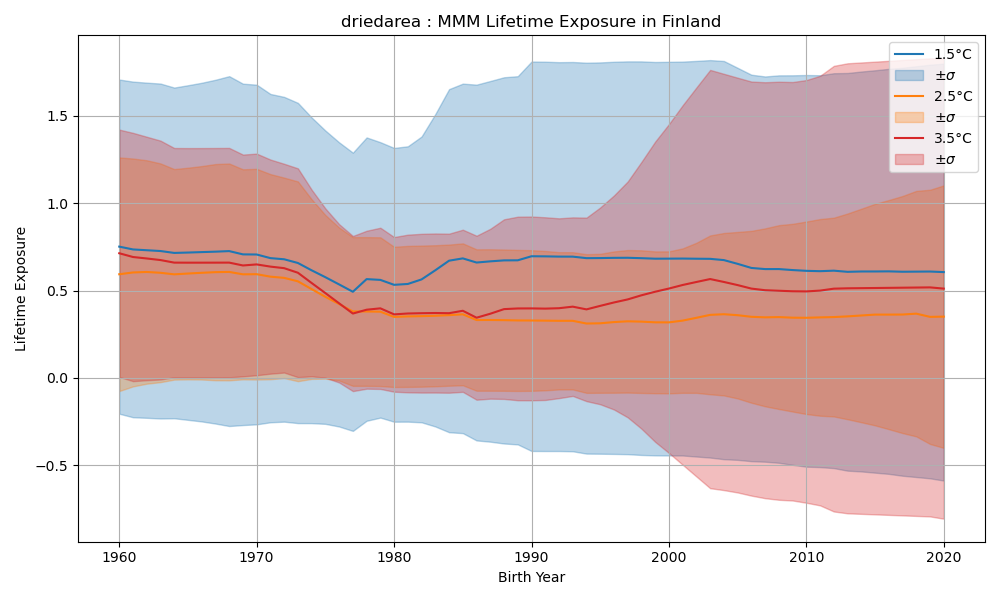 driedarea : MMM Lifetime Exposure in Finland
1.5°C
±σ
2.5°C
±σ
3.5°C
±σ
Lifetime Exposure
1.5
1.0
0.5
0.0
−0.5
1960
1970
1980
1990
2000
2010
2020
Birth Year